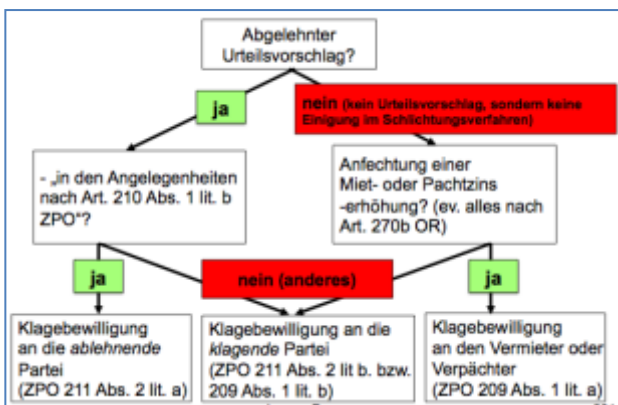 Abgelehnter
Urteilsvorschlag?
ja
nein (kein Urteilsvorschlag, sondern keine
Einigung im Schlichtungsverfahren)
- „in den Angelegenheiten
nach Art. 210 Abs. 1 lit. b
ZPO“?
Anfechtung einer
Miet- oder Pachtzins
-erhöhung? (ev. alles nach
Art. 270b OR)
ja
nein (anderes)
ja
Klagebewilligung
an die ablehnende
Partei
(ZPO 211 Abs. 2 lit. a)
Klagebewilligung an die
klagende Partei
(ZPO 211 Abs. 2 lit b. bzw.
209 Abs. 1 lit. b)
Klagebewilligung
an den Vermieter oder
Verpächter
(ZPO 209 Abs. 1 lit. a)